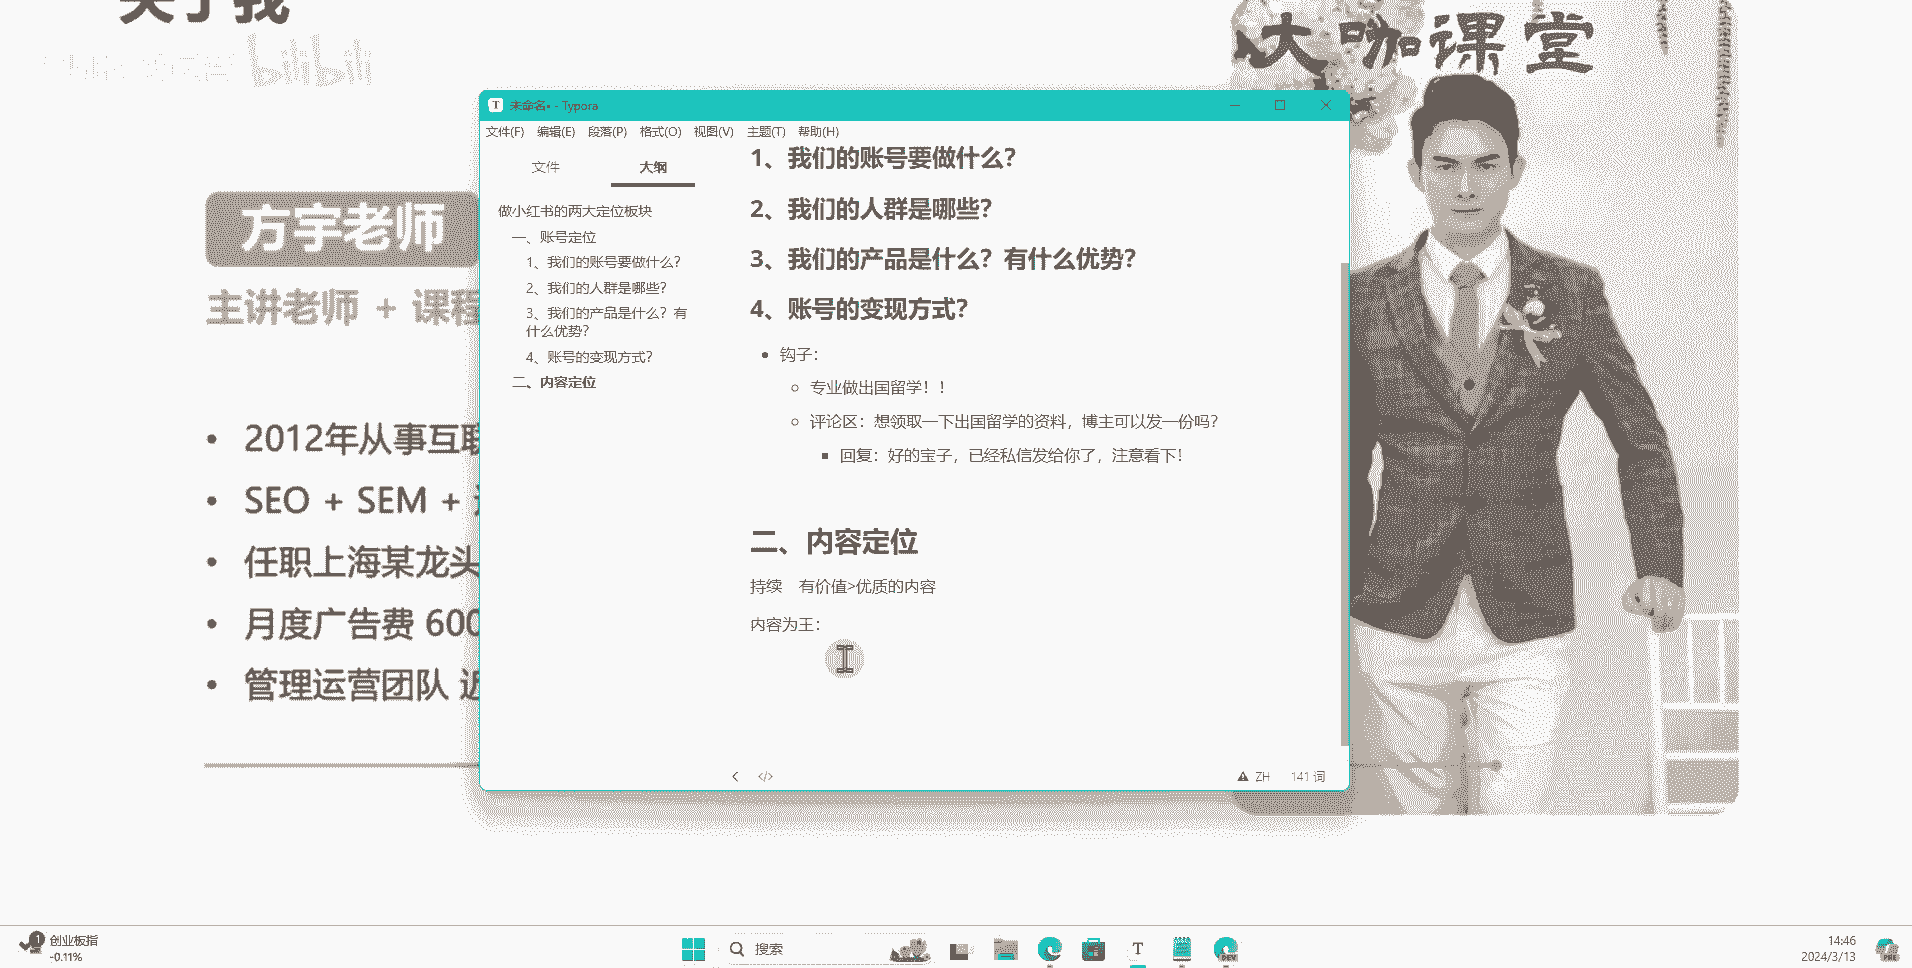 关于我
bilibili
大咖课堂
方宇老师
主讲老师 + 课程
2012年从事互联
SEO + SEM +
任职上海某龙头
月度广告费 600
管理运营团队
未命名• - Typora
文件(F) 编辑(E) 段落(P) 格式(O) 视图(V) 主题(T) 帮助(H)
文件 大纲
做小红书的两大定位板块
一、账号定位
1、我们的账号要做什么？
2、我们的人群是哪些？
3、我们的产品是什么？有
什么优势？
4、账号的变现方式？
二、内容定位
1、我们的账号要做什么？
2、我们的人群是哪些？
3、我们的产品是什么？有什么优势？
4、账号的变现方式？
钩子：
专业做出国留学！！
评论区：想领取一下出国留学的资料，博主可以发一份吗？
回复：好的宝子，已经私信发给你了，注意看下！
二、内容定位
持续 有价值>优质的内容
内容为王：
ZH 141 词
1
创业板指
-0.11%
搜索
T
DEV
14:46
2024/3/13
PRE